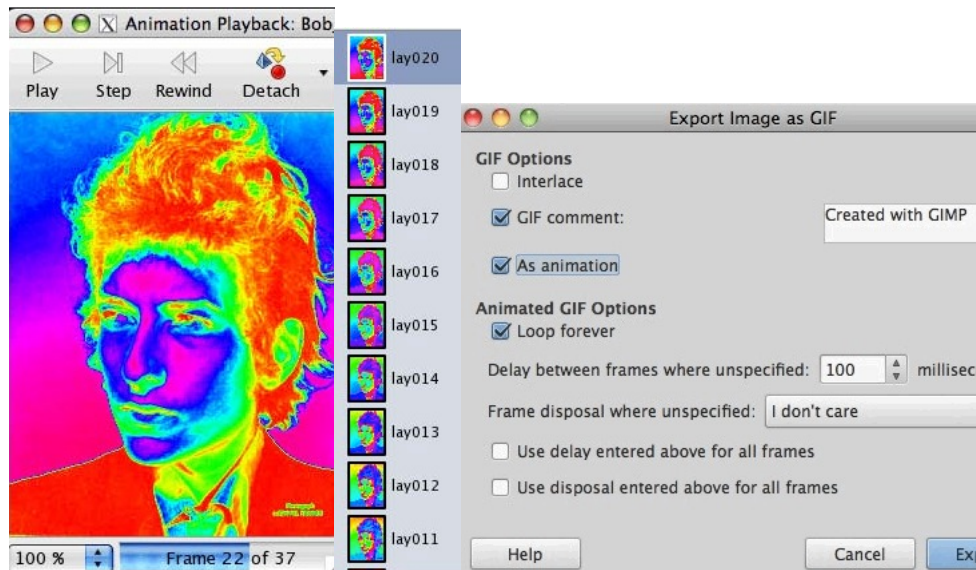 Animation Playback: Bob
Play Step Rewind Detach
100 % Frame 22 of 37
lay020
lay019
lay018
lay017
lay016
lay015
lay014
lay013
lay012
lay011
Export Image as GIF
GIF Options
Interlace
GIF comment:
Created with GIMP
As animation
Animated GIF Options
Loop forever
Delay between frames where unspecified: 100 millisec
Frame disposal where unspecified: I don't care
Use delay entered above for all frames
Use disposal entered above for all frames
Help Cancel Exp